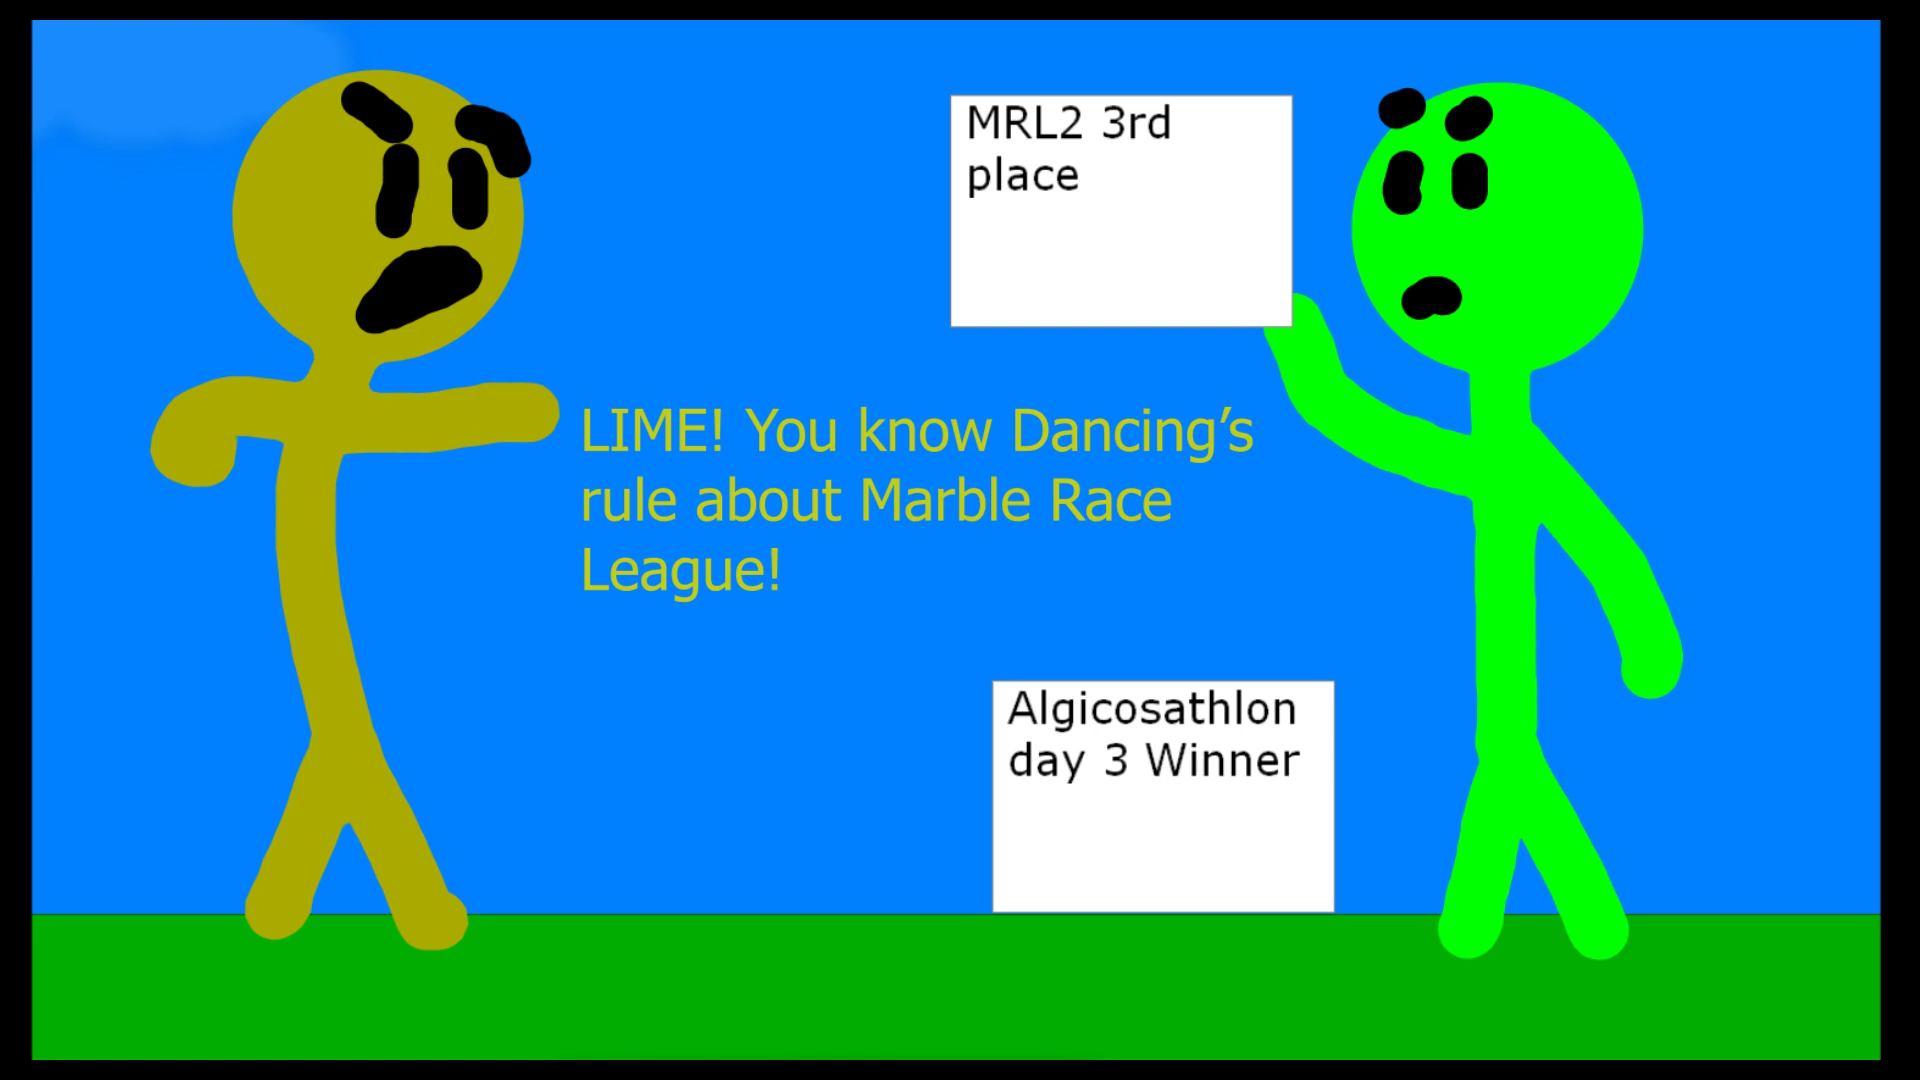 MRL2 3rd
place
LIME! You know Dancing’s
rule about Marble Race
League!
Algicosathlon
day 3 Winner